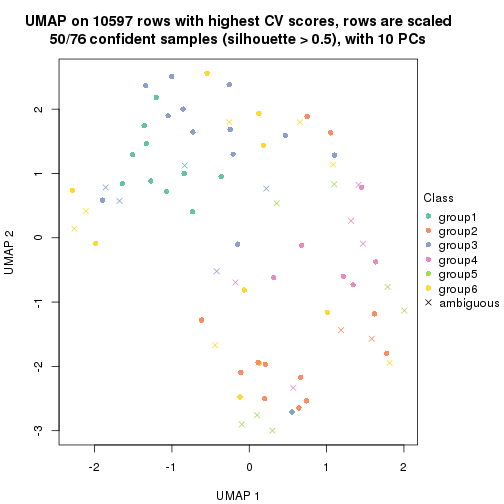 UMAP on 10597 rows with highest CV scores, rows are scaled
50/76 confident samples (silhouette > 0.5), with 10 PCs
2
1
0
-1
-2
-3
UMAP 2
-2
-1
0
1
2
UMAP 1
Class
group1
group2
group3
group4
group5
group6
ambiguous